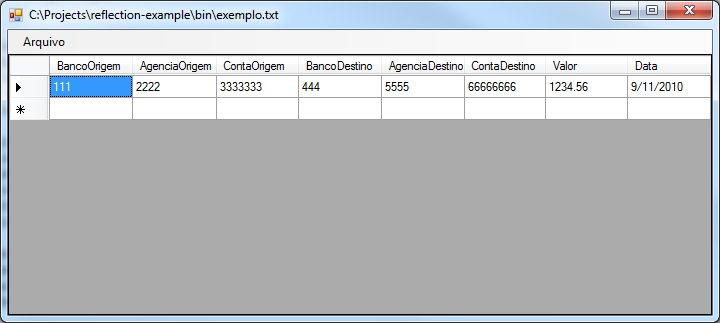 C:\Projects\reflection-example\bin\exemplo.txt
Arquivo
BancoOrigem AgenciaOrigem ContaOrigem BancoDestino AgenciaDestino ContaDestino Valor Data
111 2222 3333333 444 5555 66666666 1234.56 9/11/2010